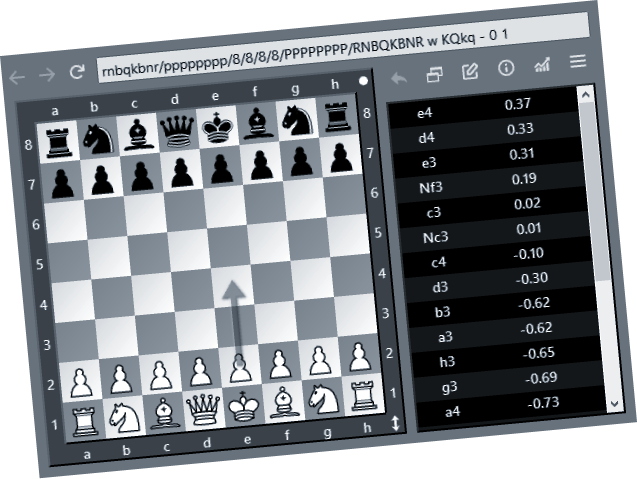 rnbqkbnr/pppppppp/8/8/8/8/PPPPPPPP/RNBQKBNR w KQkq - 0 1
a b c d e f g h
8 8
7 7
6 6
5 5
4 4
3 3
2 2
1 1
a b c d e f g h
e4 0.37
d4 0.33
e3 0.31
Nf3 0.19
c3 0.02
Nc3 0.01
c4 -0.10
d3 -0.30
b3 -0.62
a3 -0.62
h3 -0.65
g3 -0.69
a4 -0.73